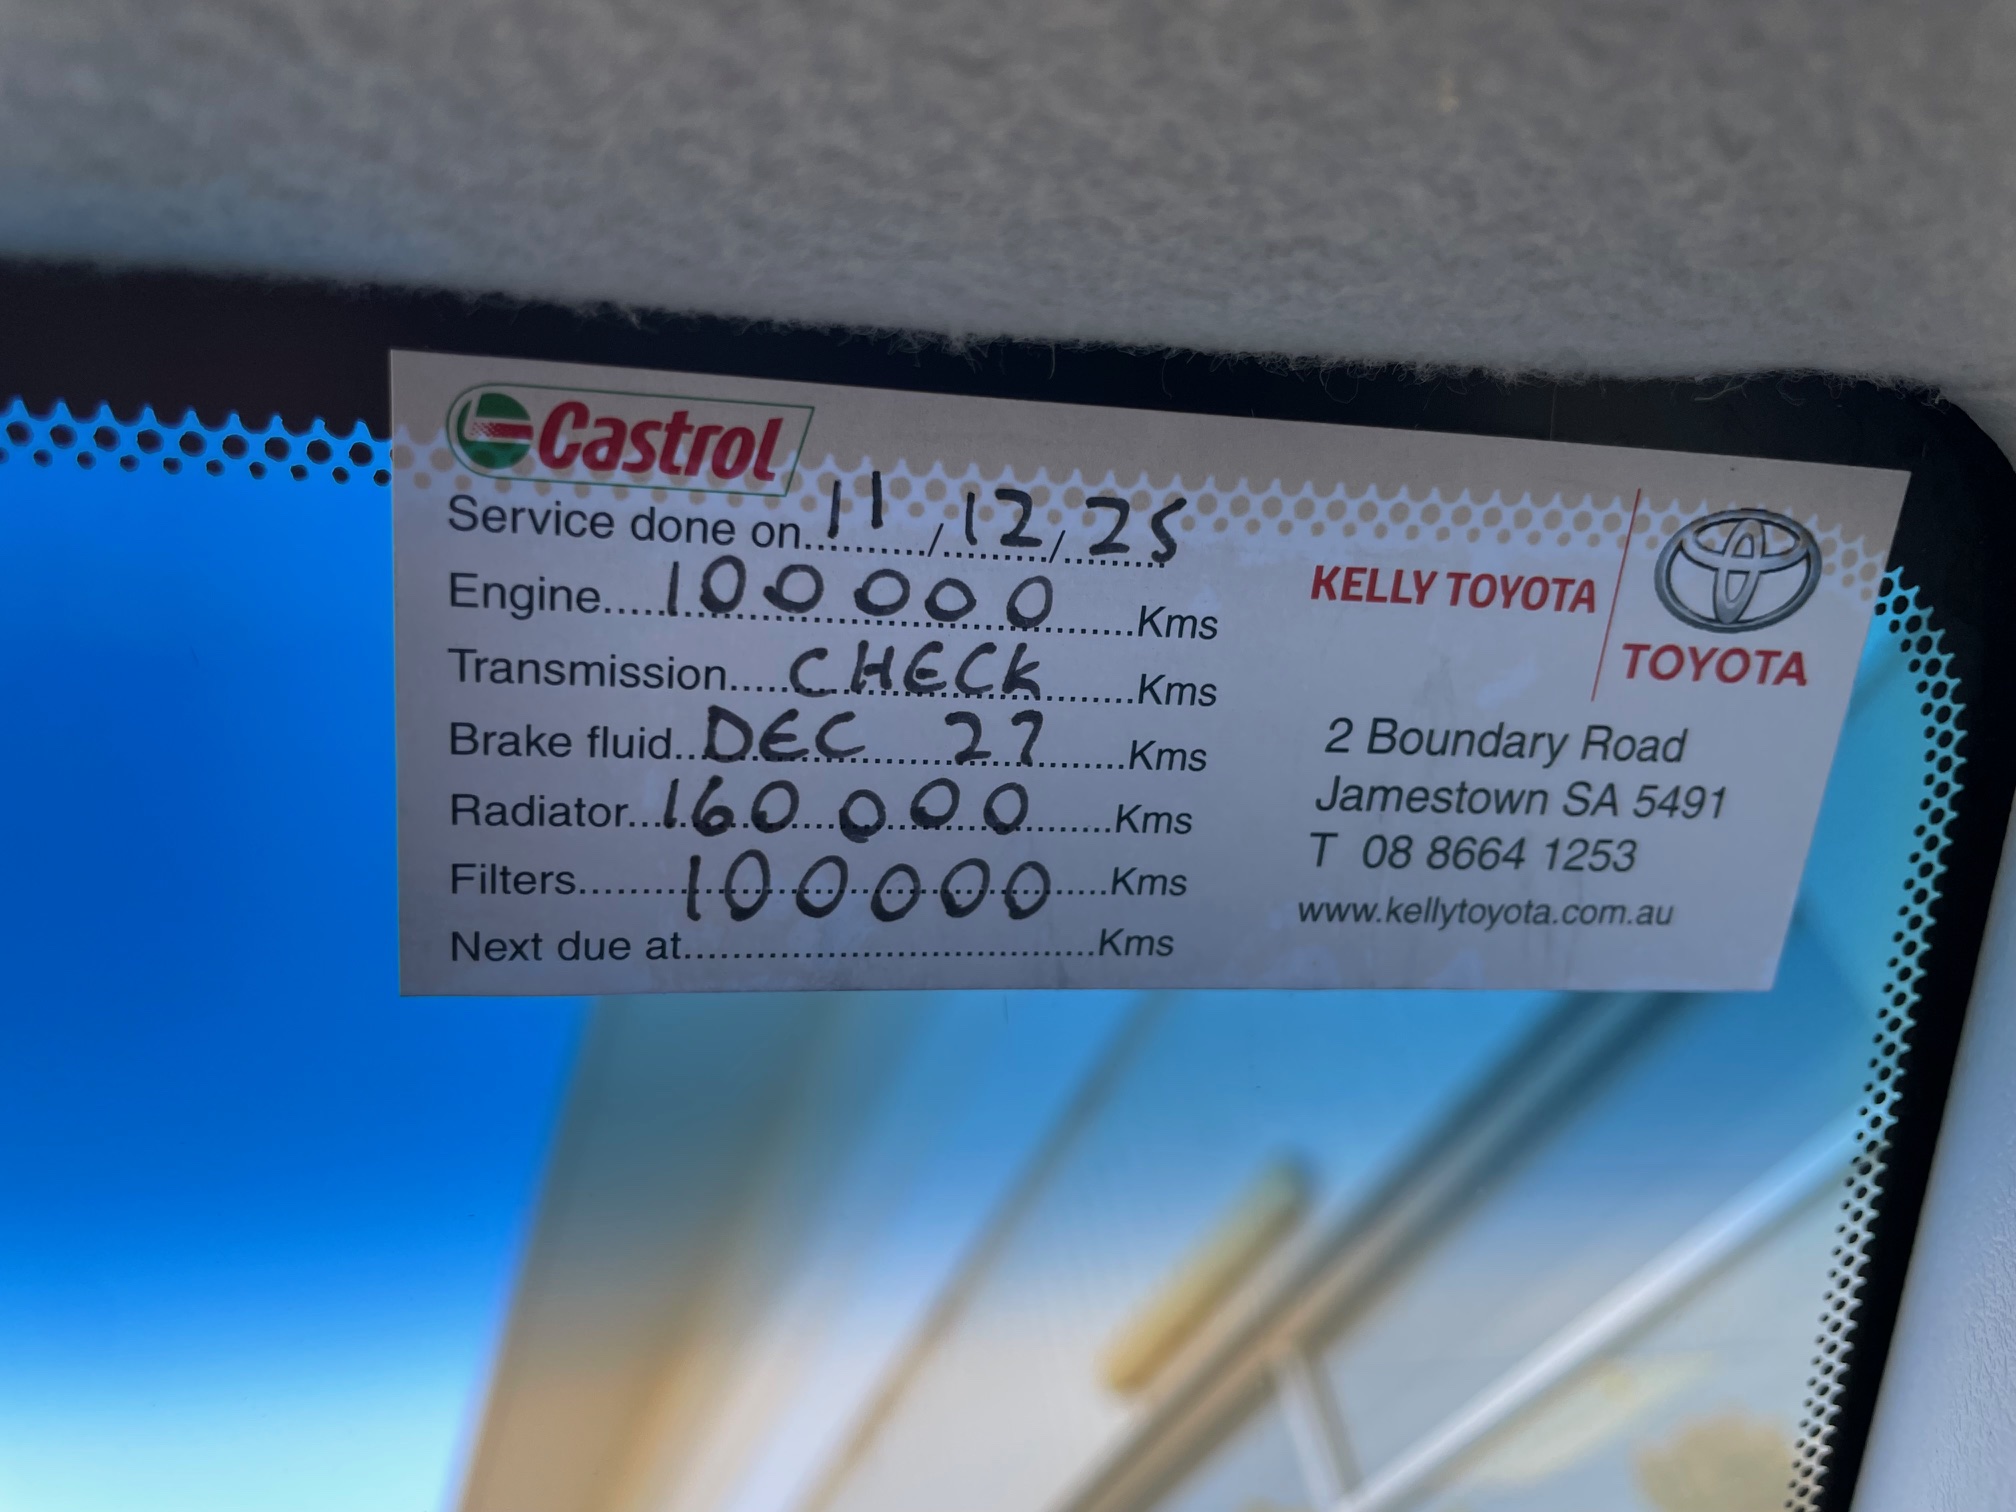 Castrol
Service done on 11/12/25
Engine 100000 Kms
Transmission CHECK Kms
Brake fluid DEC 27 Kms
Radiator 160000 Kms
Filters 100000 Kms
Next due at Kms
KELLY TOYOTA
TOYOTA
2 Boundary Road
Jamestown SA 5491
T 08 8664 1253
www.kellytoyota.com.au